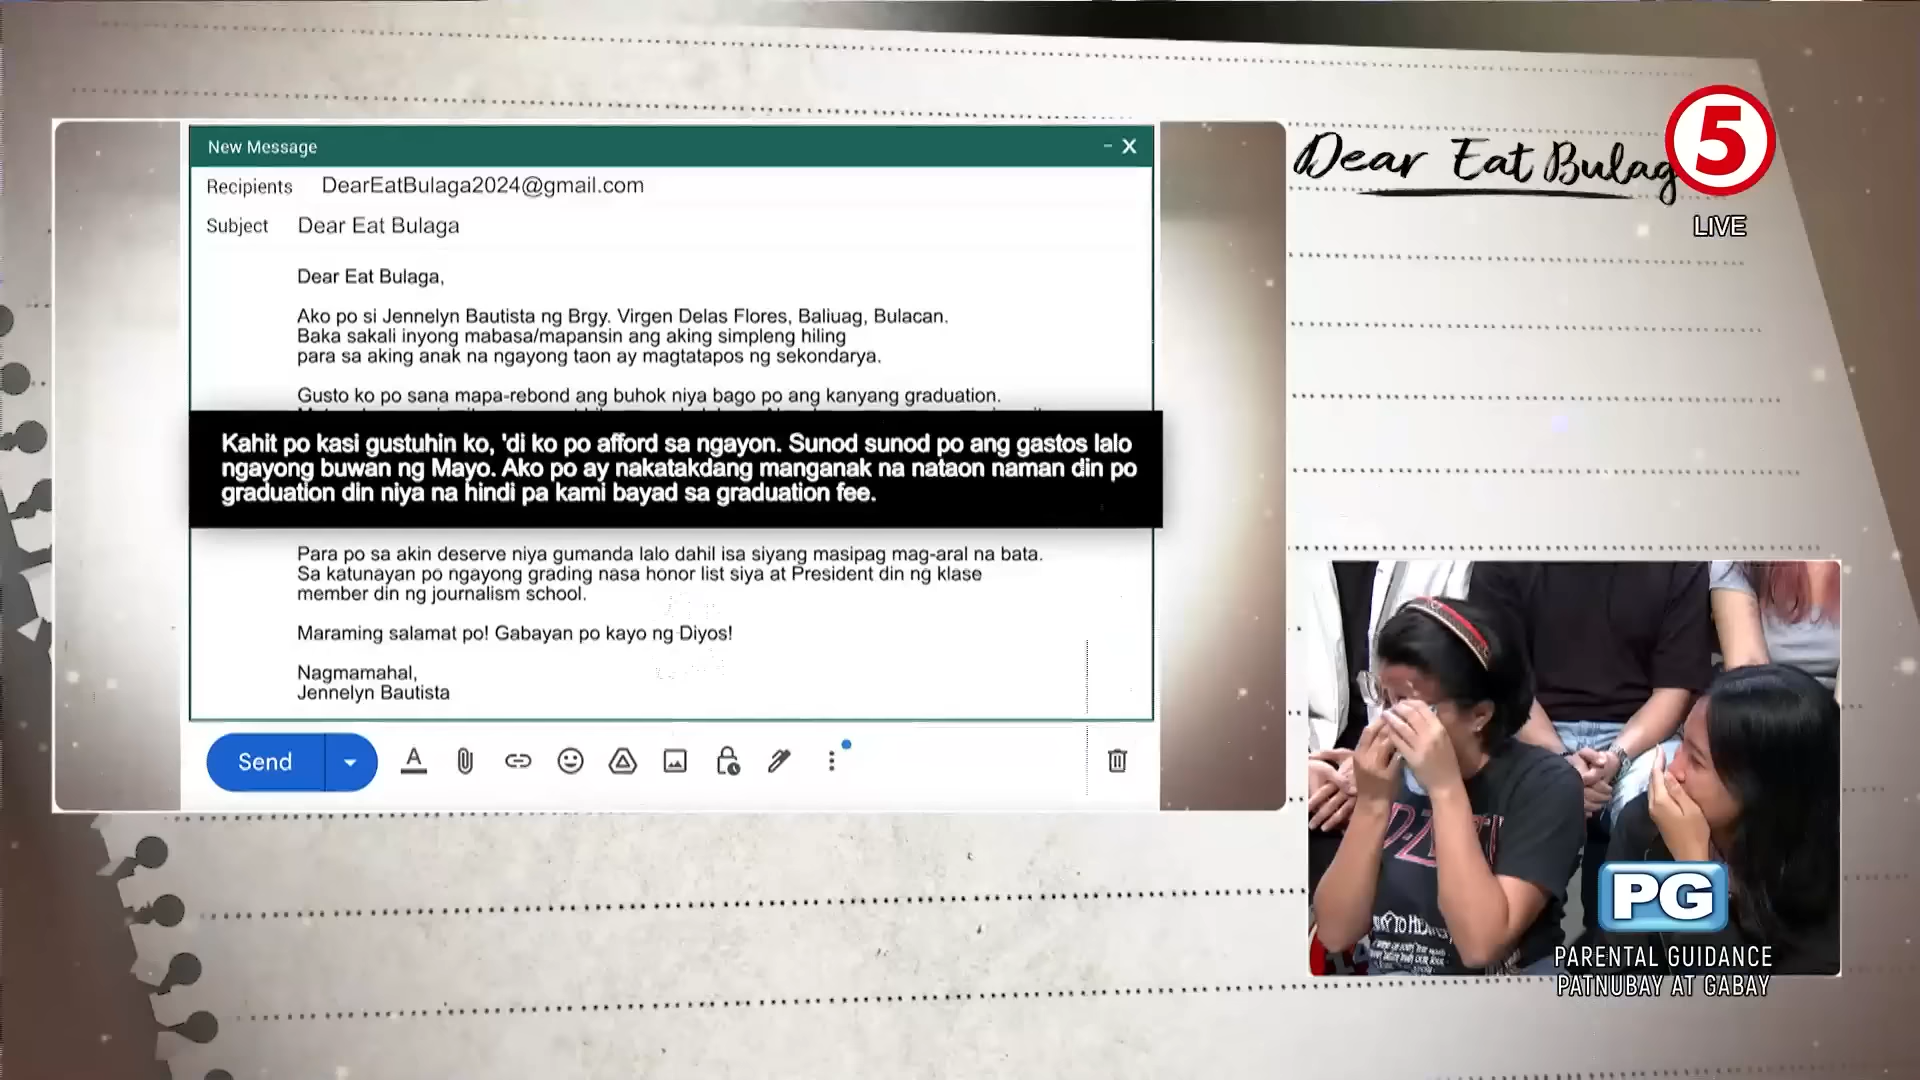 New Message
Recipients DearEatBulaga2024@gmail.com
Subject Dear Eat Bulaga
Dear Eat Bulaga,
Ako po si Jennelyn Bautista ng Brgy. Virgen Delas Flores, Baliuag, Bulacan.
Baka sakali inyong mabasa/mapansin ang aking simpleng hiling
para sa aking anak na ngayong taon ay magtatapos ng sekondarya.
Gusto ko po sana mapa-rebond ang buhok niya bago po ang kanyang graduation.
Kahit po kasi gustuhin ko, 'di ko po afford sa ngayon. Sunod sunod po ang gastos lalo
ngayong buwan ng Mayo. Ako po ay nakatakdang manganak na nataon naman din po
graduation din niya na hindi pa kami bayad sa graduation fee.
Para po sa akin deserve niya gumanda lalo dahil isa siyang masipag mag-aral na bata.
Sa katunayan po ngayong grading nasa honor list siya at President din ng klase
member din ng journalism school.
Maraming salamat po! Gabayan po kayo ng Diyos!
Nagmamahal,
Jennelyn Bautista
Send
Dear Eat Bulag
5
LIVE
PG
PARENTAL GUIDANCE
PATNUBAY AT GABAY